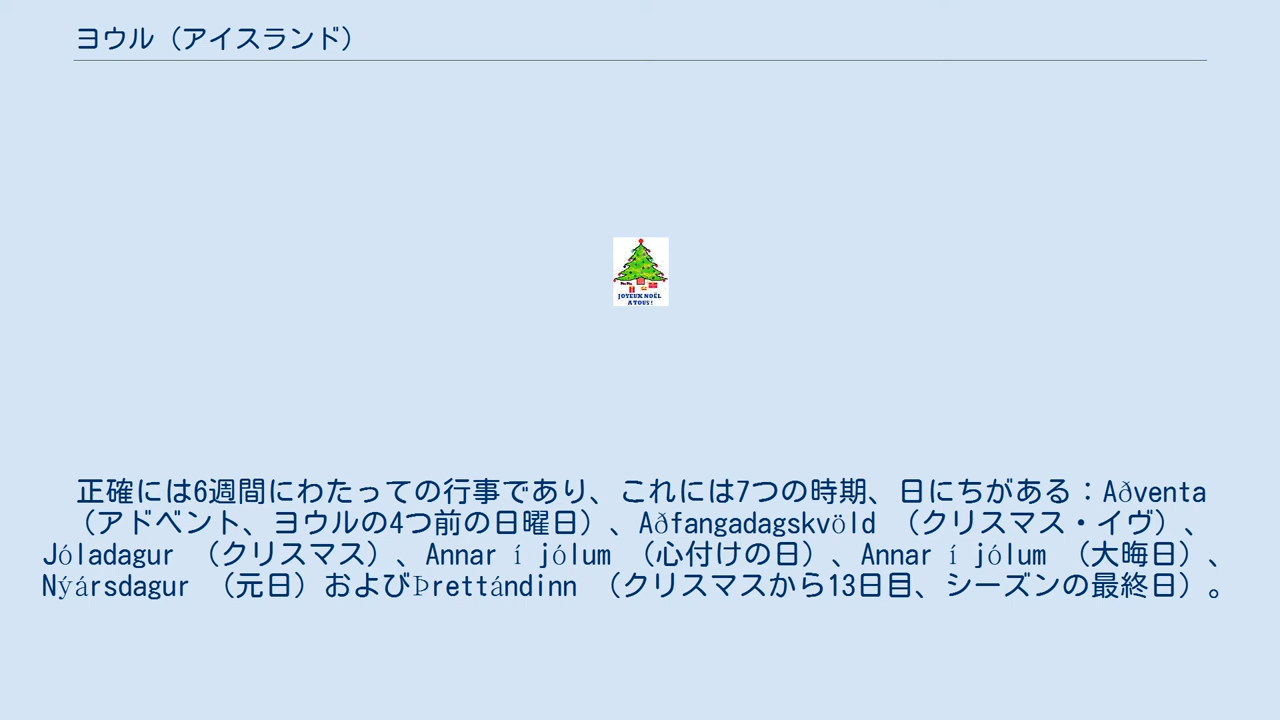 ヨウル（アイスランド）
JOYEUX NOËL
A TOUS !
正確には6週間にわたっての行事であり、これには7つの時期、日にちがある：Aðventa
（アドベント、ヨウルの4つ前の日曜日）、Aðfangadagskvöld （クリスマス・イヴ）、
Jóladagur （クリスマス）、Annar í jólum （心付けの日）、Annar í jólum （大晦日）、
Nýársdagur （元日）およびÞrettándinn （クリスマスから13日目、シーズンの最終日）。